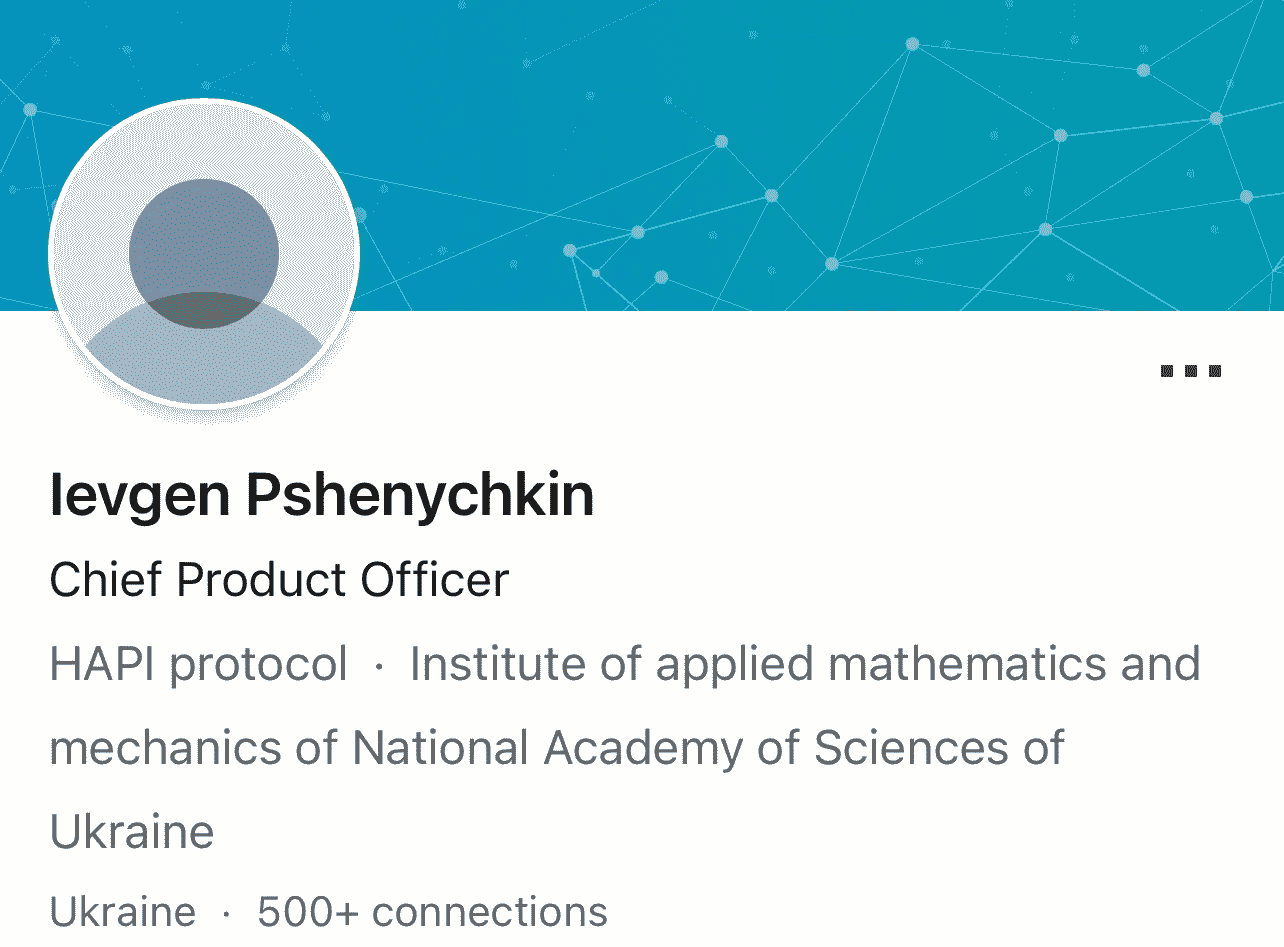 Ievgen Pshenychkin
Chief Product Officer
HAPI protocol · Institute of applied mathematics and
mechanics of National Academy of Sciences of
Ukraine
Ukraine · 500+ connections